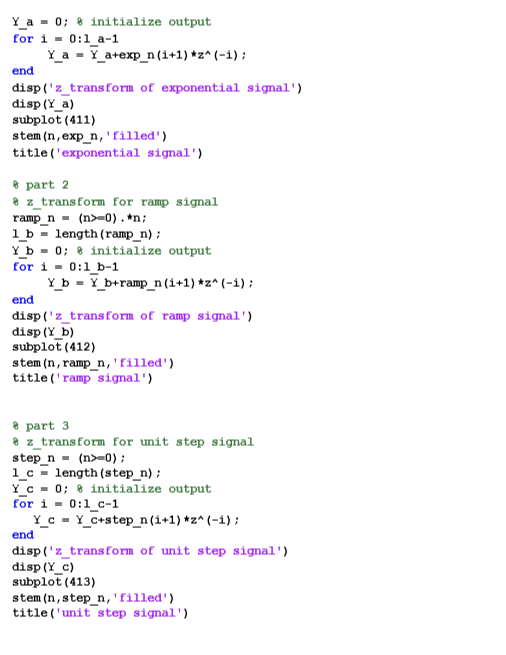 Y_a = 0; % initialize output
for i = 0:l_a-1
Y_a = Y_a+exp_n(i+1)*z^(-i);
end
disp('z_transform of exponential signal')
disp(Y_a)
subplot(411)
stem(n,exp_n,'filled')
title('exponential signal')
% part 2
% z_transform for ramp signal
ramp_n = (n>=0).*n;
l_b = length(ramp_n);
Y_b = 0; % initialize output
for i = 0:l_b-1
Y_b = Y_b+ramp_n(i+1)*z^(-i);
end
disp('z_transform of ramp signal')
disp(Y_b)
subplot(412)
stem(n,ramp_n,'filled')
title('ramp signal')
% part 3
% z_transform for unit step signal
step_n = (n>=0);
l_c = length(step_n);
Y_c = 0; % initialize output
for i = 0:l_c-1
Y_c = Y_c+step_n(i+1)*z^(-i);
end
disp('z_transform of unit step signal')
disp(Y_c)
subplot(413)
stem(n,step_n,'filled')
title('unit step signal')